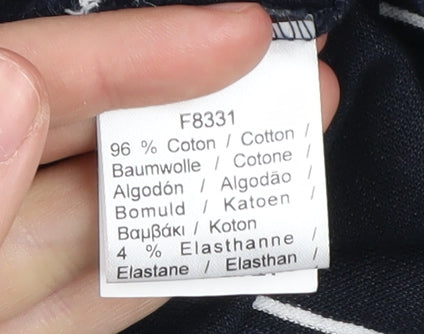 F8331
96 % Coton / Cotton /
Baumwolle / Cotone /
Algodón / Algodão /
Bomuld / Katoen /
Βαμβάκι / Koton
4 % Elasthanne /
Elastane / Elasthan /